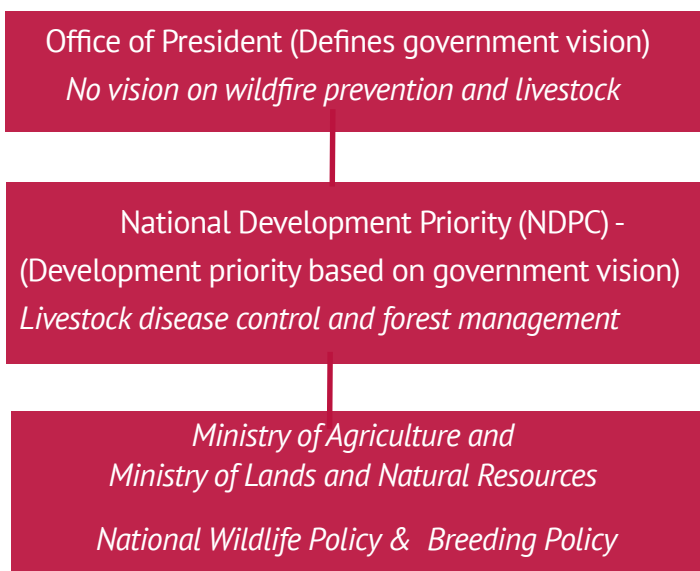 Office of President (Defines government vision)
No vision on wildfire prevention and livestock
National Development Priority (NDPC) -
(Development priority based on government vision)
Livestock disease control and forest management
Ministry of Agriculture and
Ministry of Lands and Natural Resources
National Wildlife Policy & Breeding Policy